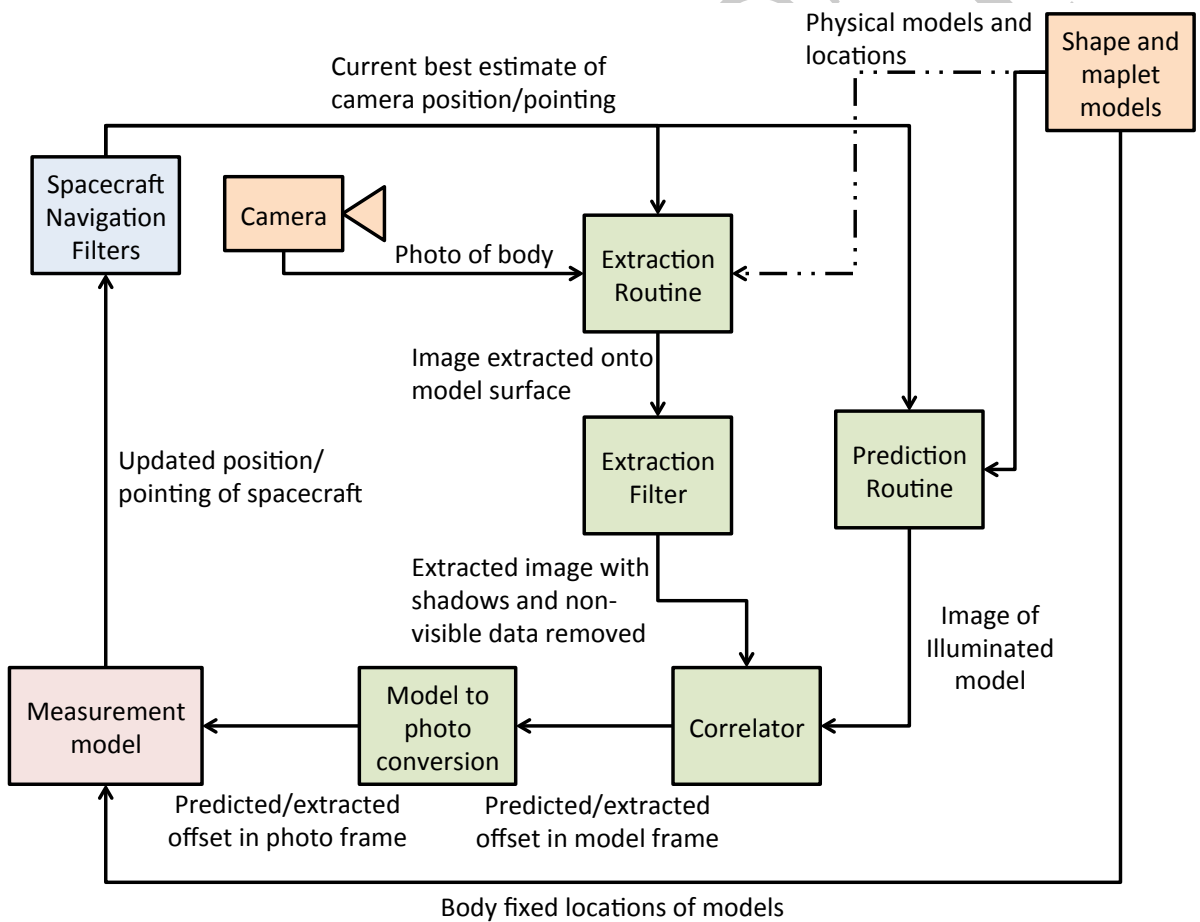 Physical models and
locations
Shape and
maplet
models
Current best estimate of
camera position/pointing
Spacecraft
Navigation
Filters
Camera
Photo of body
Extraction
Routine
Image extracted onto
model surface
Extraction
Filter
Prediction
Routine
Updated position/
pointing of spacecraft
Extracted image with
shadows and non-
visible data removed
Image of
Illuminated
model
Measurement
model
Model to
photo
conversion
Correlator
Predicted/extracted
offset in photo frame
Predicted/extracted
offset in model frame
Body fixed locations of models